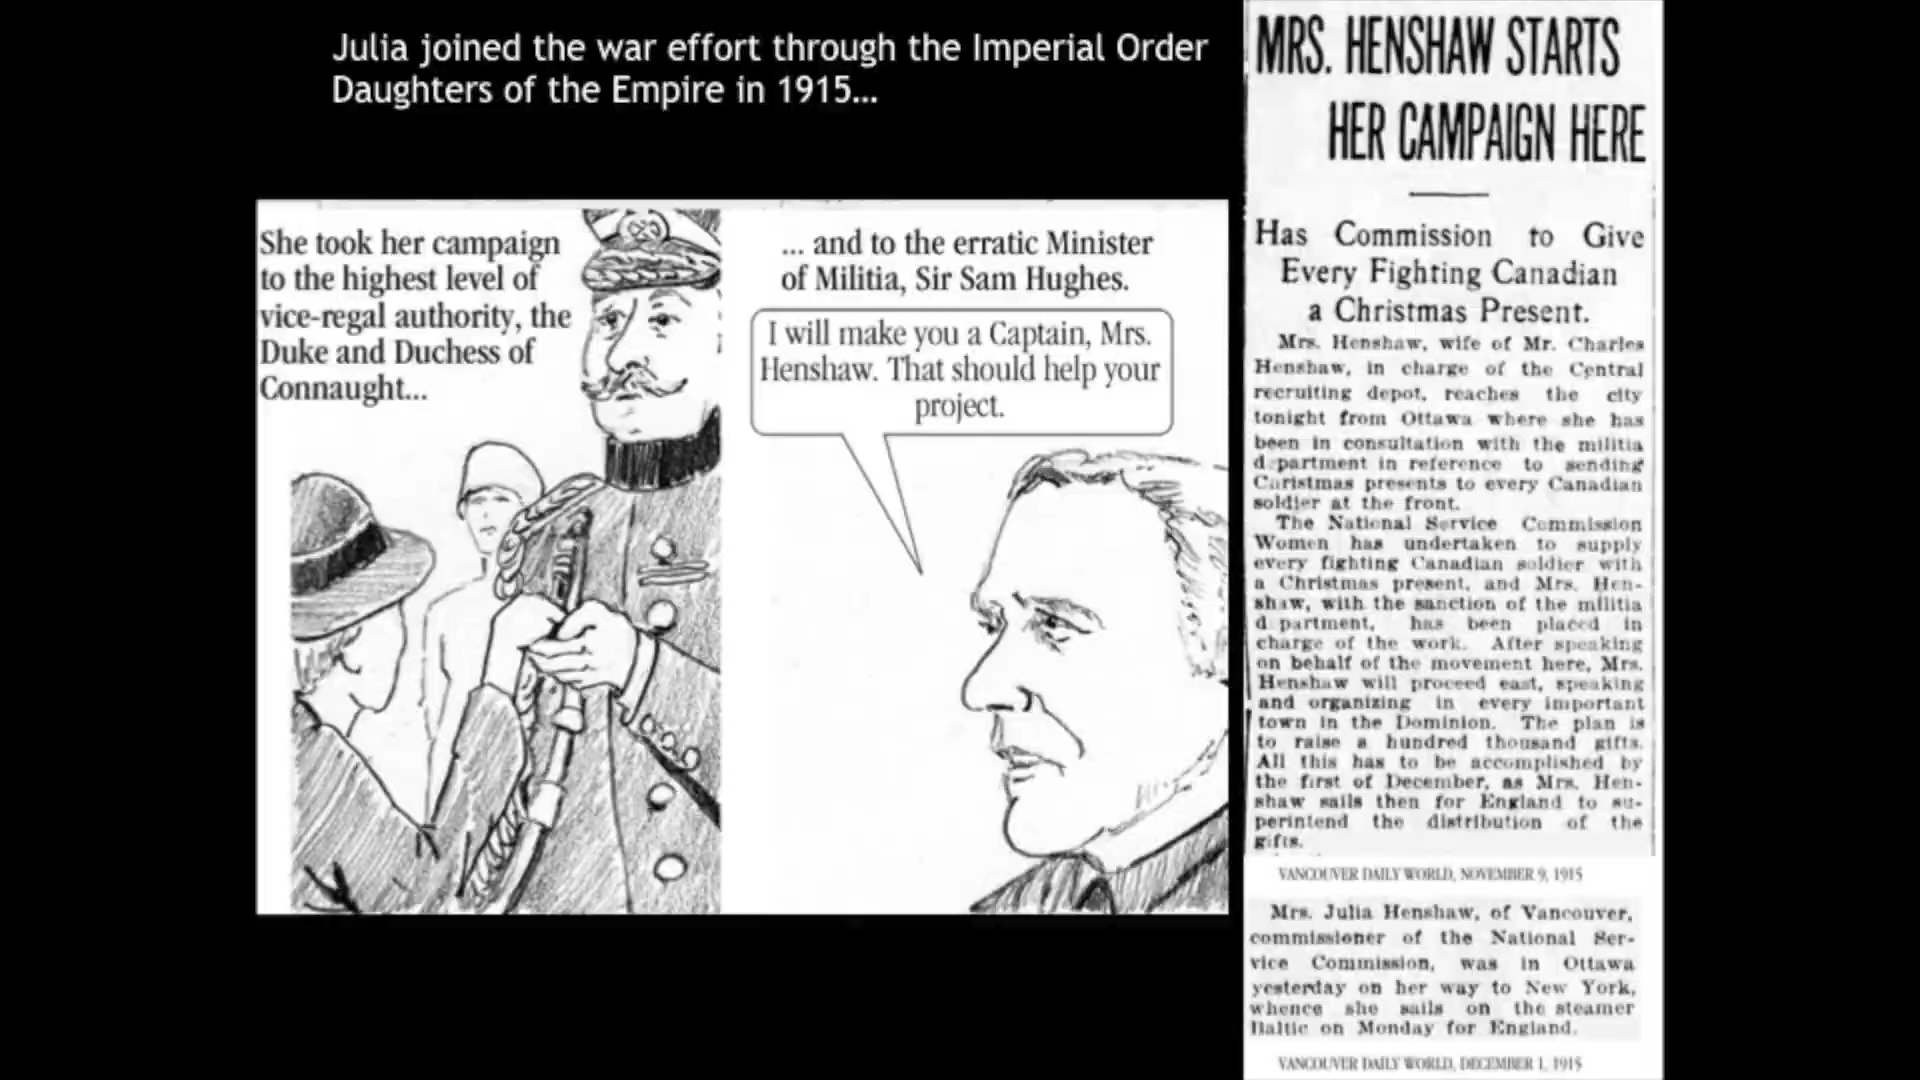 Julia joined the war effort through the Imperial Order
Daughters of the Empire in 1915...
She took her campaign
to the highest level of
vice-regal authority, the
Duke and Duchess of
Connaught...
... and to the erratic Minister
of Militia, Sir Sam Hughes.
I will make you a Captain, Mrs.
Henshaw. That should help your
project.
MRS. HENSHAW STARTS
HER CAMPAIGN HERE
Has Commission to Give
Every Fighting Canadian
a Christmas Present.
Mrs. Henshaw, wife of Mr. Charles
Henshaw, in charge of the Central
recruiting depot, reaches the city
tonight from Ottawa where she has
been in consultation with the militia
d partment in reference to sending
Christmas presents to every Canadian
soldier at the front.
The National Service Commission
Women has undertaken to supply
every fighting Canadian soldier with
a Christmas present, and Mrs. Hen-
shaw, with the sanction of the militia
d partment, has been placed in
charge of the work. After speaking
on behalf of the movement here, Mrs.
Henshaw will proceed east, speaking
and organizing in every important
town in the Dominion. The plan is
to raise a hundred thousand gifts.
All this has to be accomplished by
the first of December, as Mrs. Hen-
shaw sails then for England to su-
perintend the distribution of the
gifts.
VANCOUVER DAILY WORLD, NOVEMBER 9, 1915
Mrs. Julia Henshaw, of Vancouver,
commissioner of the National Ser-
vice Commission, was in Ottawa
yesterday on her way to New York,
whence she sails on the steamer
Baltic on Monday for England.
VANCOUVER DAILY WORLD, DECEMBER 1, 1915